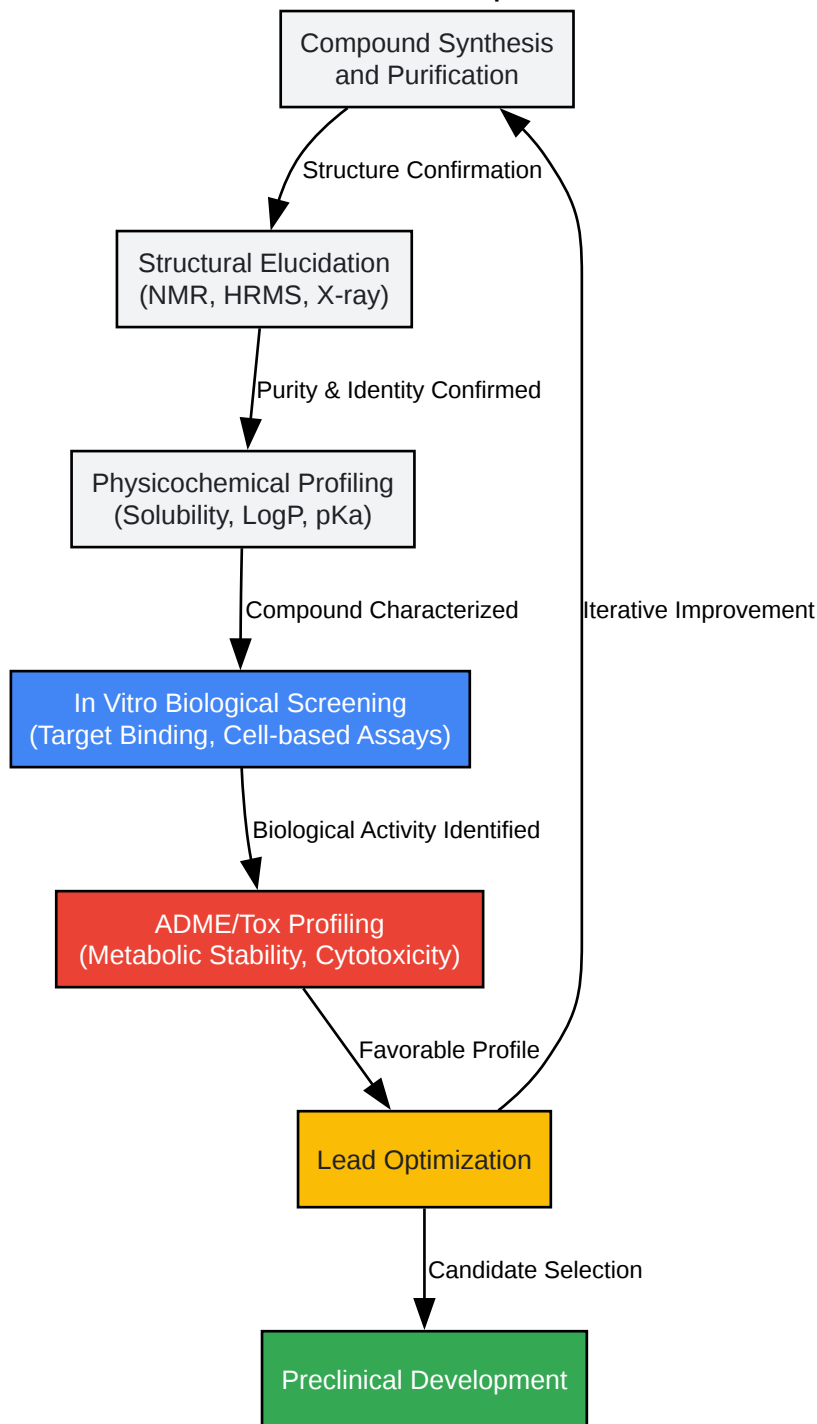 Compound Synthesis
and Purification
Structure Confirmation
Structural Elucidation
(NMR, HRMS, X-ray)
Purity & Identity Confirmed
Physicochemical Profiling
(Solubility, LogP, pKa)
Compound Characterized
Iterative Improvement
In Vitro Biological Screening
(Target Binding, Cell-based Assays)
Biological Activity Identified
ADME/Tox Profiling
(Metabolic Stability, Cytotoxicity)
Favorable Profile
Lead Optimization
Candidate Selection
Preclinical Development